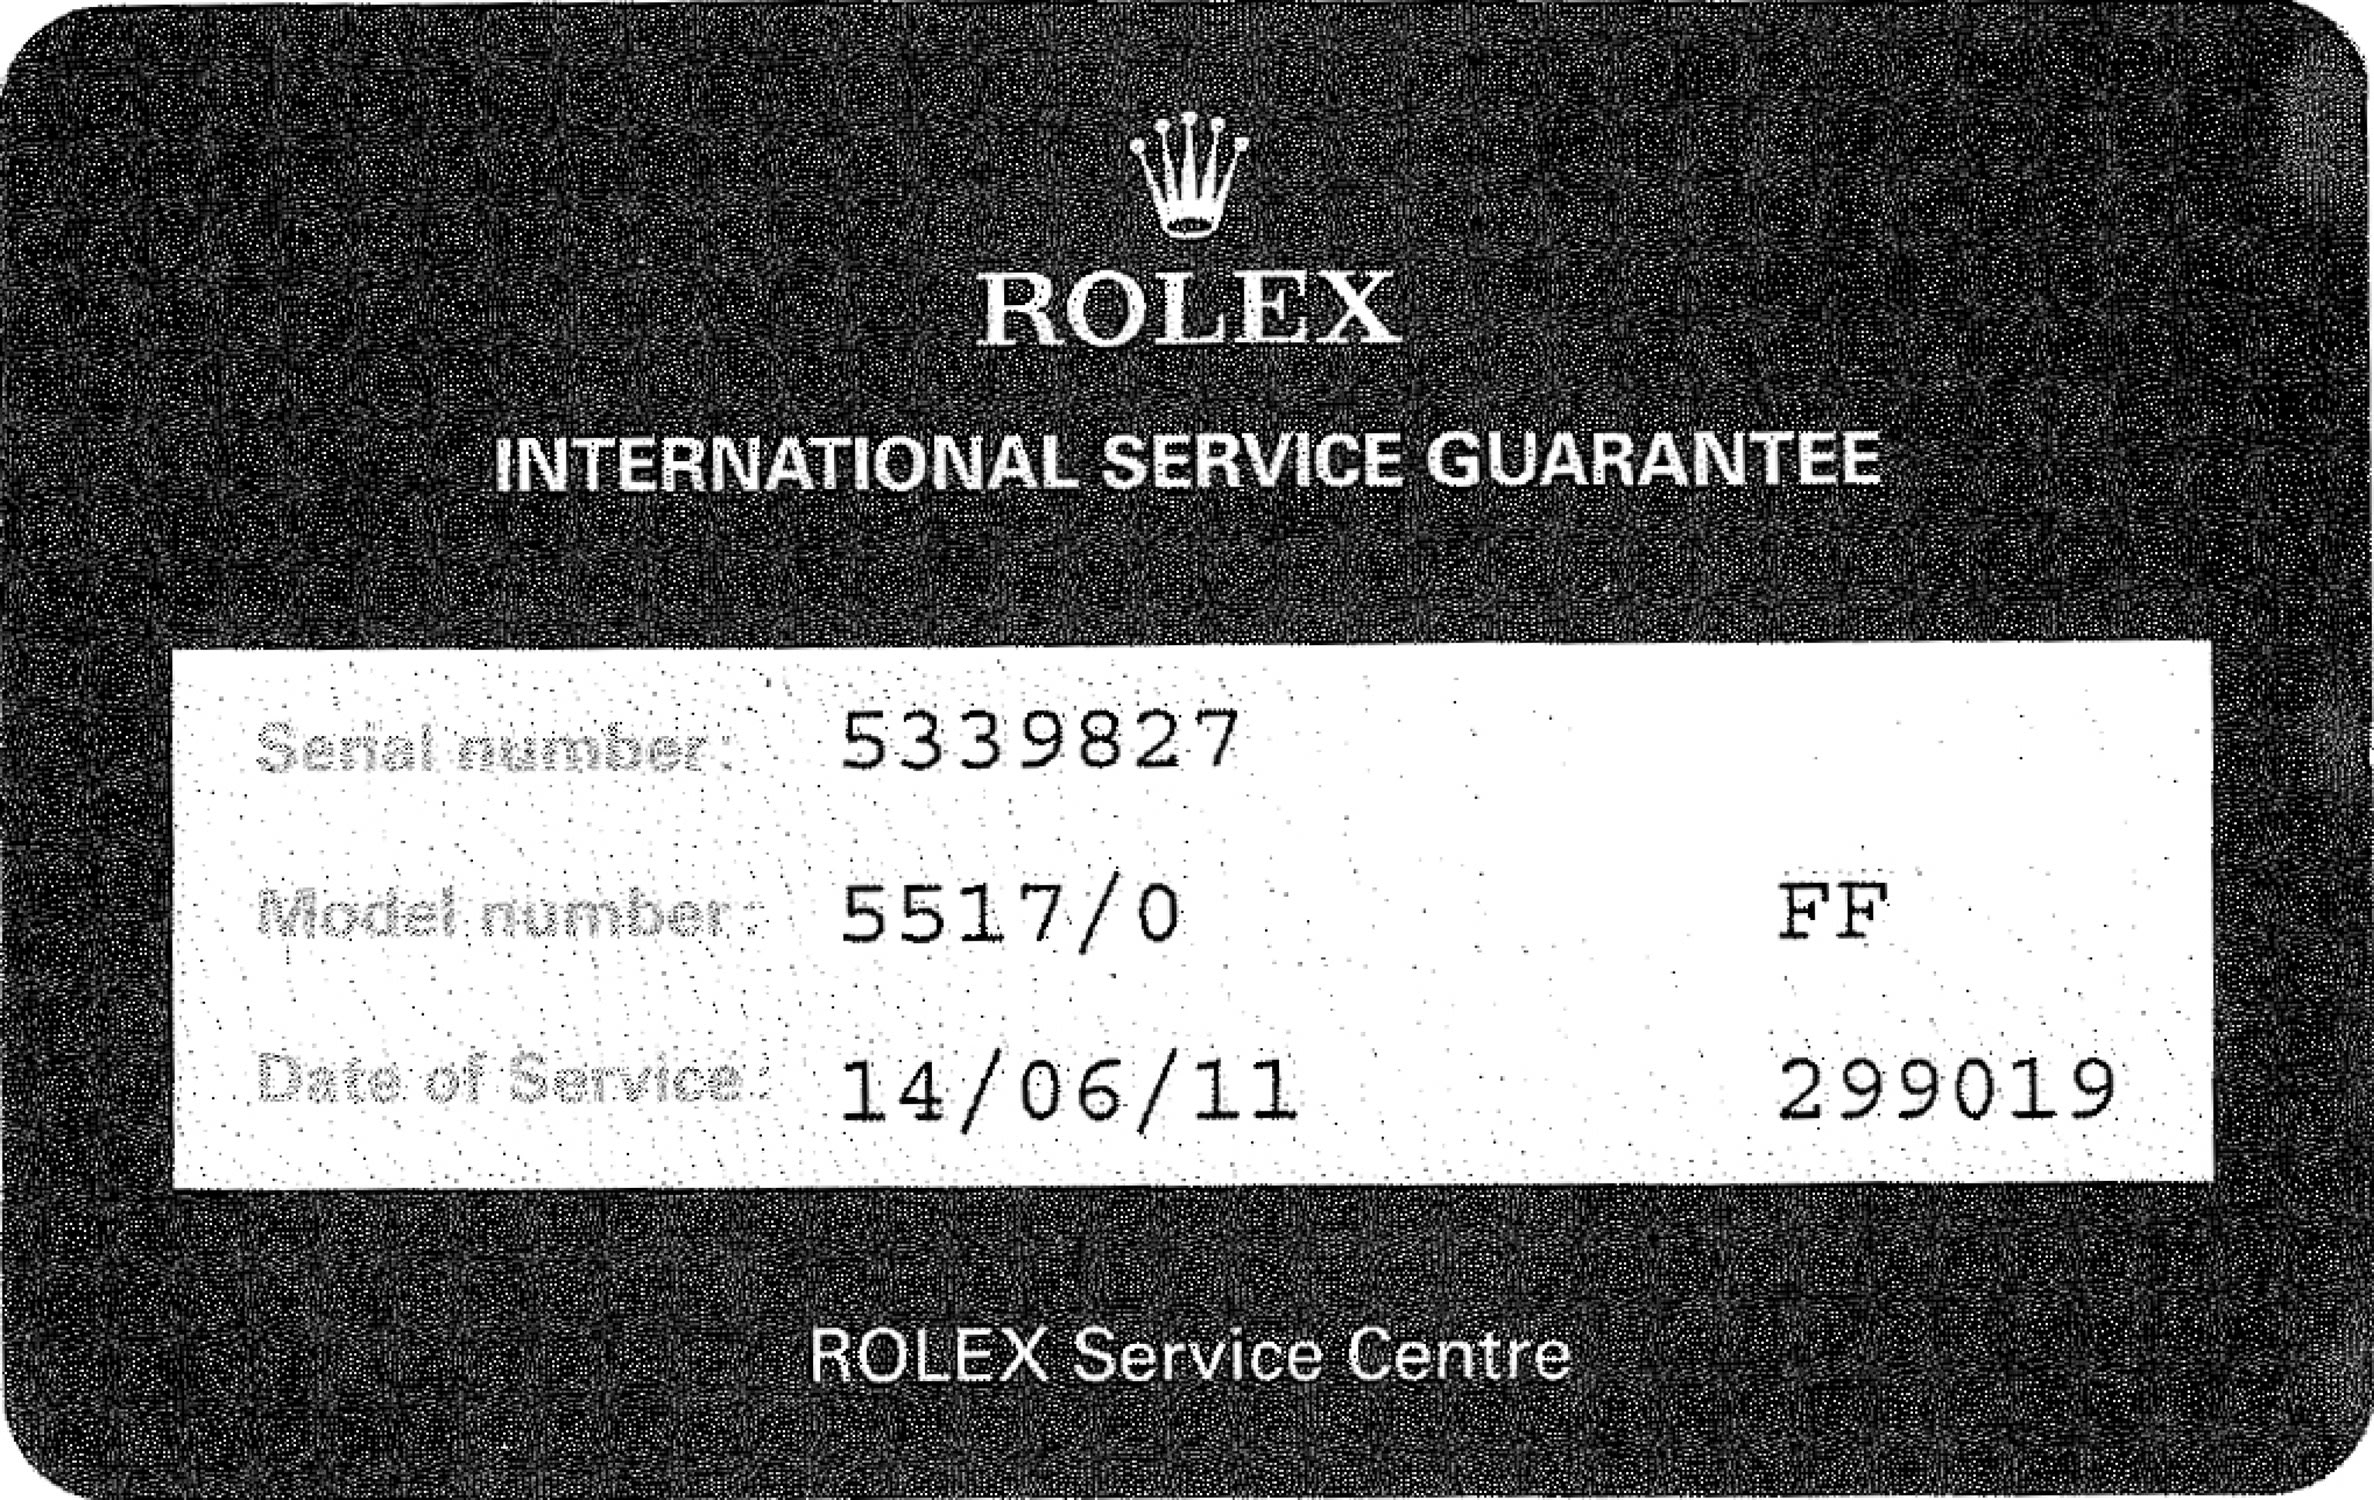 ROLEX
INTERNATIONAL SERVICE GUARANTEE
Serial number: 5339827
Model number: 5517/0 FF
Date of Service: 14/06/11 299019
ROLEX Service Centre